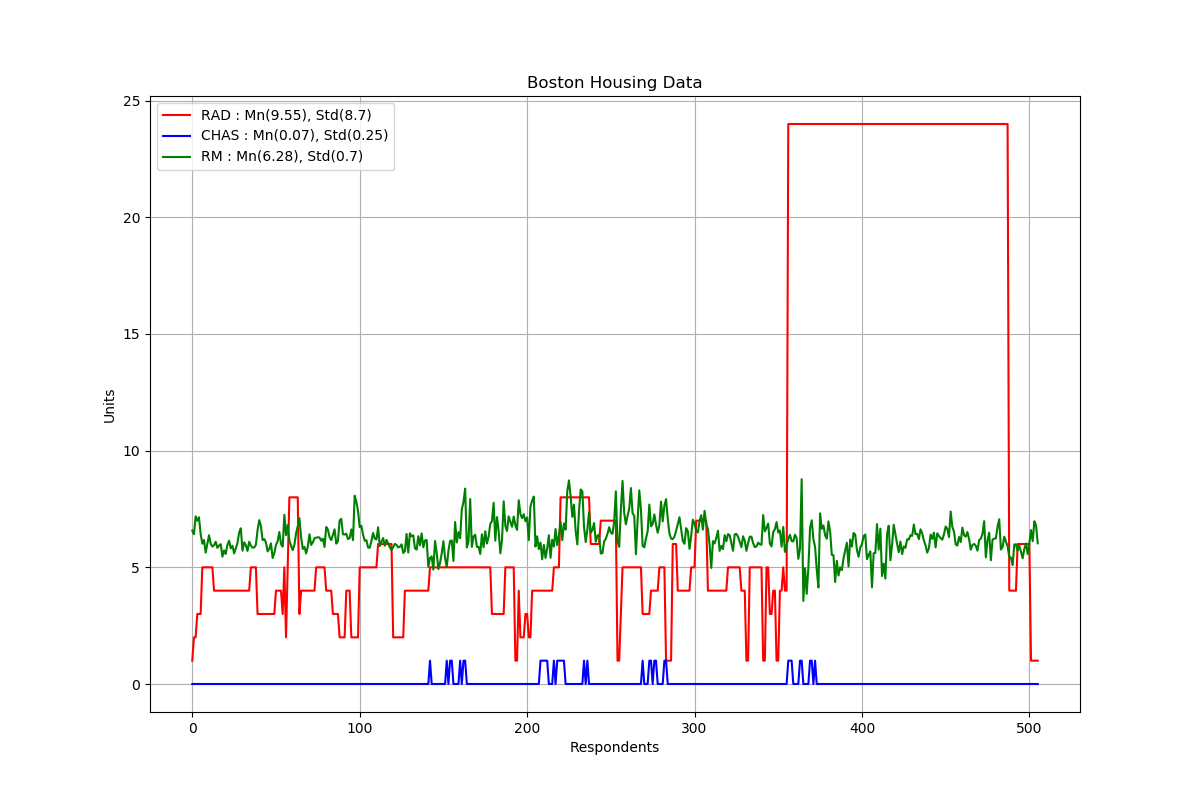 Boston Housing Data
RAD : Mn(9.55), Std(8.7)
CHAS : Mn(0.07), Std(0.25)
RM : Mn(6.28), Std(0.7)
25
20
15
10
5
0
Units
0 100 200 300 400 500
Respondents